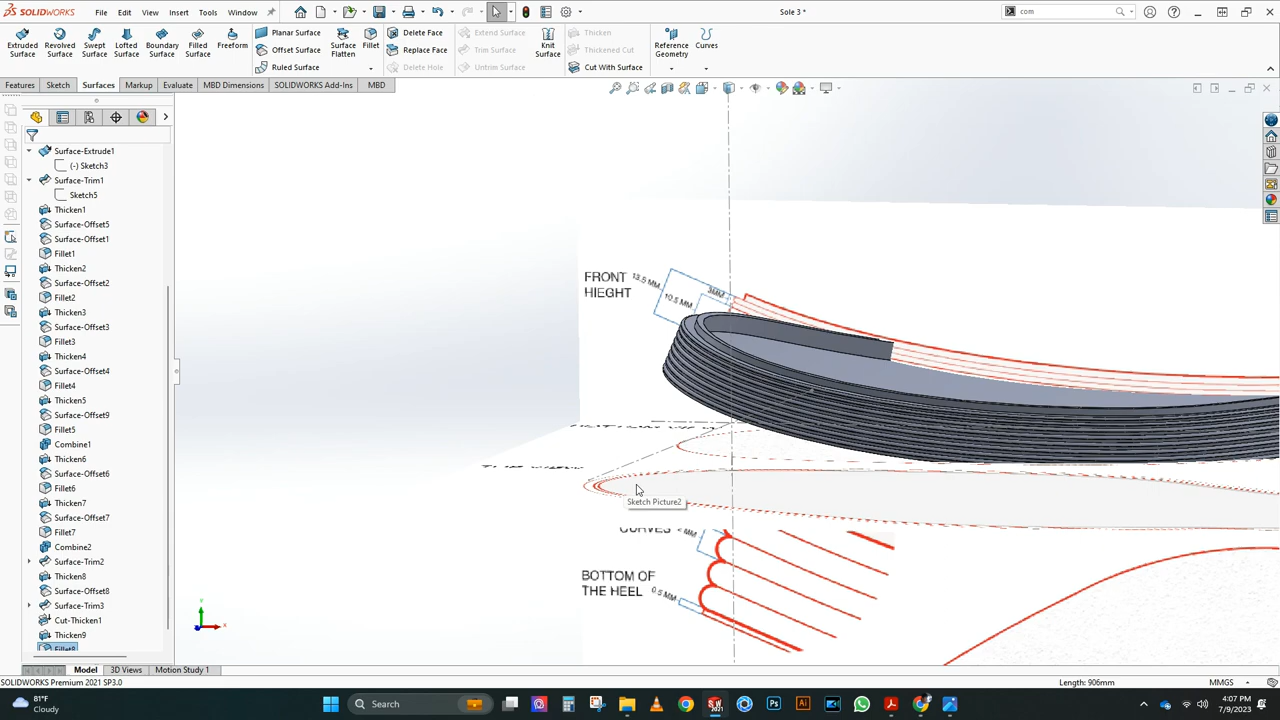 SOLIDWORKS File Edit View Insert Tools Window Sole 3 * com
Extruded Surface Revolved Surface Swept Surface Lofted Surface Boundary Surface Filled Surface Freeform
Planar Surface
Offset Surface
Ruled Surface
Surface Flatten Fillet
Delete Face
Replace Face
Delete Hole
Extend Surface
Trim Surface
Untrim Surface
Knit Surface
Thicken
Thickened Cut
Cut With Surface
Reference Geometry Curves
Features Sketch Surfaces Markup Evaluate MBD Dimensions SOLIDWORKS Add-Ins MBD
Surface-Extrude1
(-) Sketch3
Surface-Trim1
Sketch5
Thicken1
Surface-Offset5
Surface-Offset1
Fillet1
Thicken2
Surface-Offset2
Fillet2
Thicken3
Surface-Offset3
Fillet3
Thicken4
Surface-Offset4
Fillet4
Thicken5
Surface-Offset9
Fillet5
Combine1
Thicken6
Surface-Offset6
Fillet6
Thicken7
Surface-Offset7
Fillet7
Combine2
Surface-Trim2
Thicken8
Surface-Offset8
Surface-Trim3
Cut-Thicken1
Thicken9
Fillet8
FRONT
HIEGHT
13.5 MM
10.5 MM
3MM
Sketch Picture2
CURVES
2 MM
BOTTOM OF
THE HEEL
0.5 MM
Model 3D Views Motion Study 1
SOLIDWORKS Premium 2021 SP3.0 Length: 906mm MMGS
81°F
Cloudy
Search
4:07 PM
7/9/2023